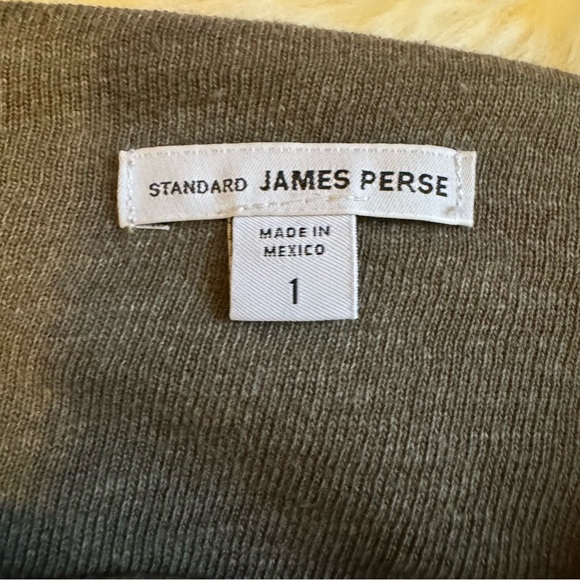 STANDARD JAMES PERSE
MADE IN
MEXICO
1